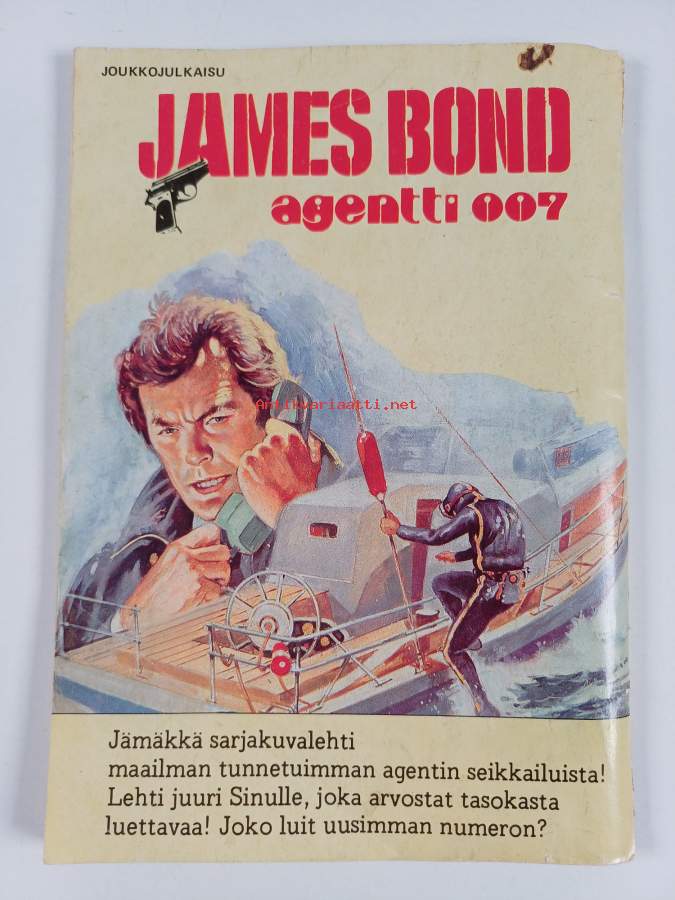 JOUKKOJULKAISU
JAMES BOND
agentti 007
Antikvariaatti.net
Jämäkkä sarjakuvalehti
maailman tunnetuimman agentin seikkailuista!
Lehti juuri Sinulle, joka arvostat tasokasta
luettavaa! Joko luit uusimman numeron?